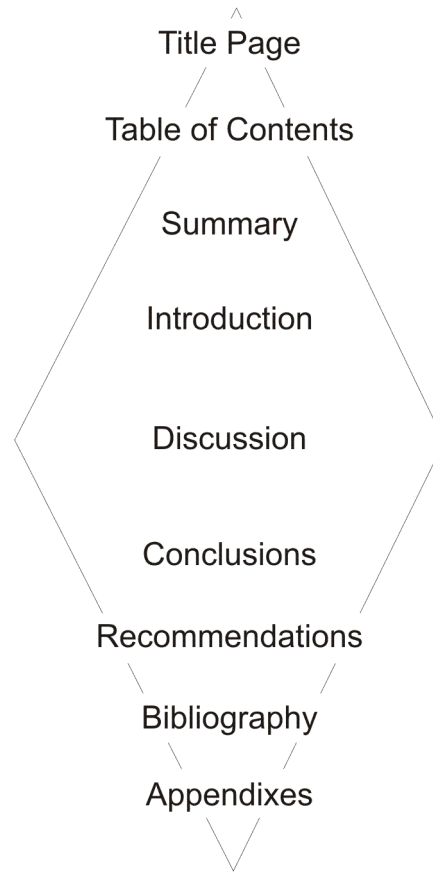 Title Page
Table of Contents
Summary
Introduction
Discussion
Conclusions
Recommendations
Bibliography
Appendixes